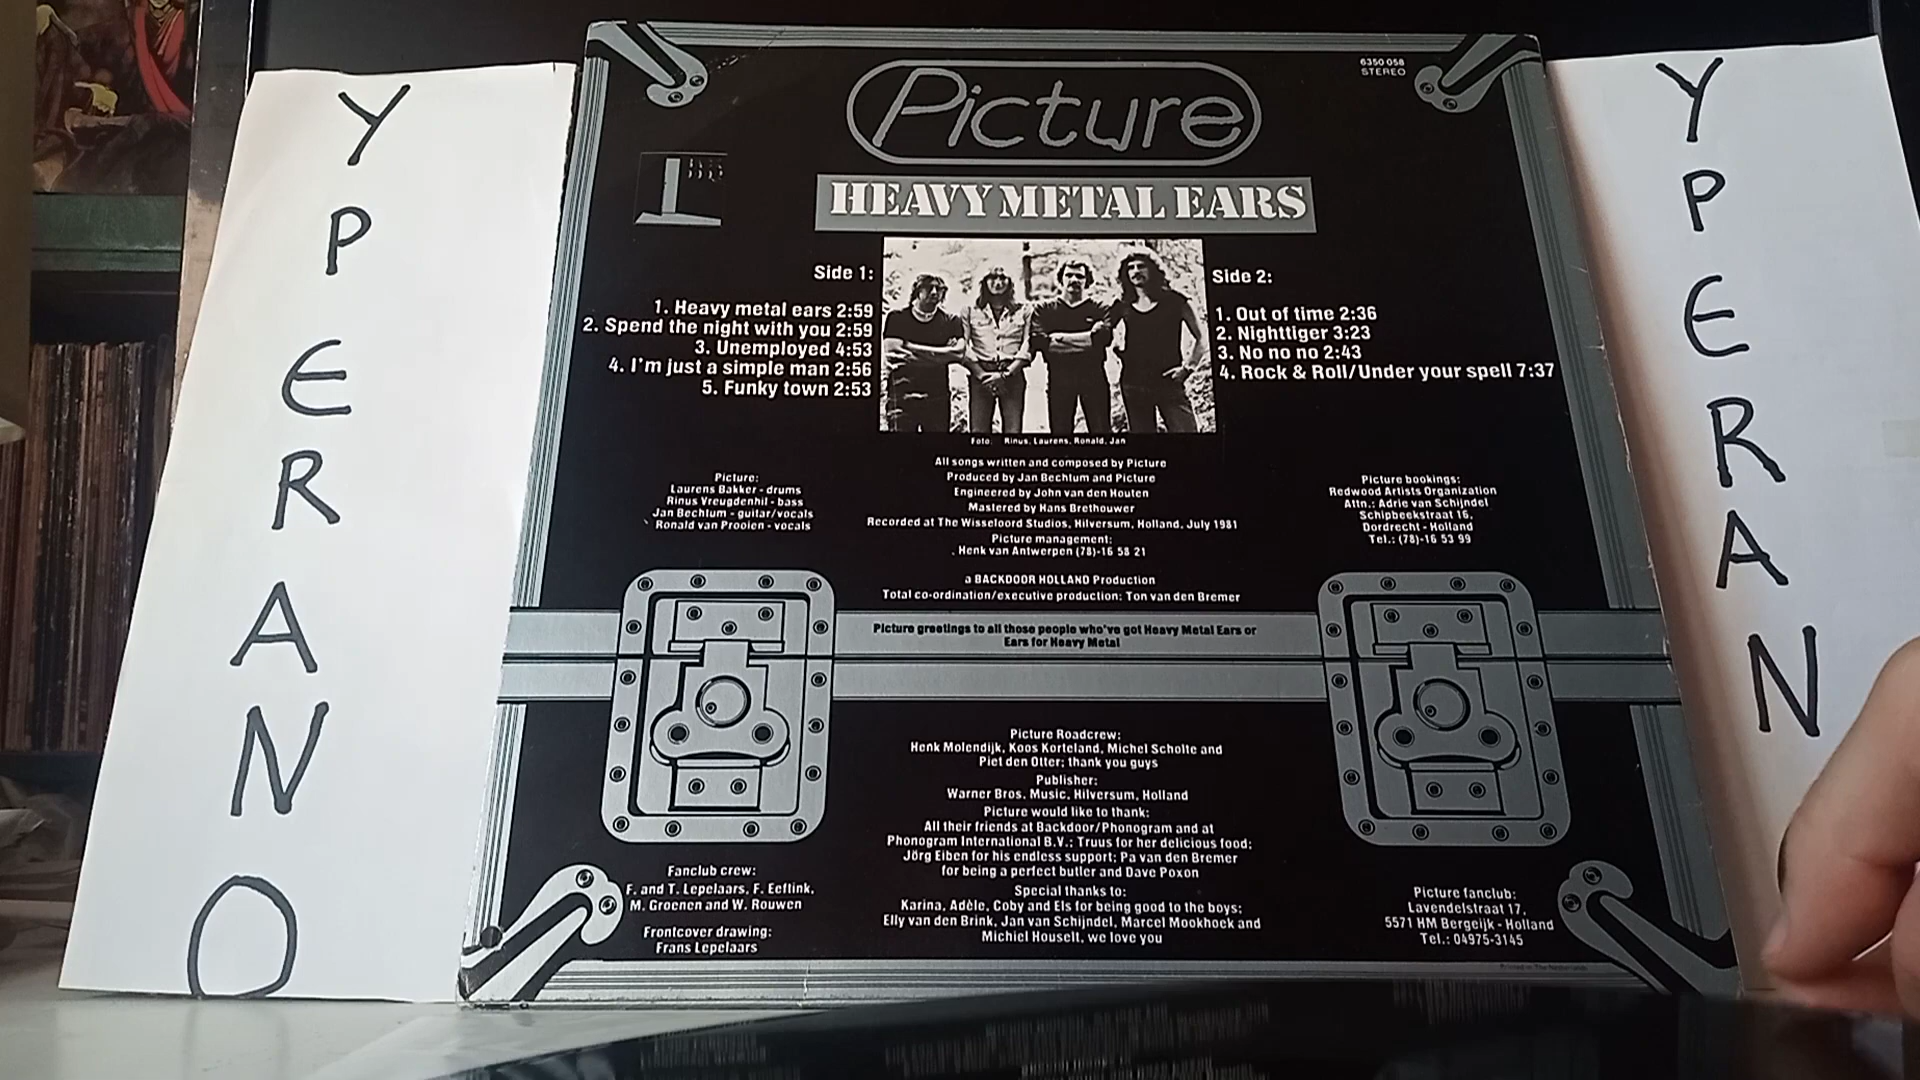 Y
P
E
R
A
N
O
6350 058
STEREO
Picture
HEAVY METAL EARS
Side 1:
1. Heavy metal ears 2:59
2. Spend the night with you 2:59
3. Unemployed 4:53
4. I'm just a simple man 2:56
5. Funky town 2:53
Side 2:
1. Out of time 2:36
2. Nighttiger 3:23
3. No no no 2:43
4. Rock & Roll/Under your spell 7:37
Foto: Rinus, Laurens, Ronald, Jan
Picture:
Laurens Bakker - drums
Rinus Vreugdenhil - bass
Jan Bechtum - guitar/vocals
Ronald van Prooien - vocals
All songs written and composed by Picture
Produced by Jan Bechtum and Picture
Engineered by John van den Houten
Mastered by Hans Brethouwer
Recorded at The Wisseloord Studios, Hilversum, Holland, July 1981
Picture management:
Henk van Antwerpen (78)-16 58 21
a BACKDOOR HOLLAND Production
Total co-ordination/executive production: Ton van den Bremer
Picture bookings:
Redwood Artists Organization
Attn.: Adrie van Schijndel
Schipbeekstraat 16,
Dordrecht - Holland
Tel.: (78)-16 53 99
Picture greetings to all those people who've got Heavy Metal Ears or
Ears for Heavy Metal
Picture Roadcrew:
Henk Molendijk, Koos Korteland, Michel Scholte and
Piet den Otter; thank you guys
Publisher:
Warner Bros. Music, Hilversum, Holland
Picture would like to thank:
All their friends at Backdoor/Phonogram and at
Phonogram International B.V.; Truus for her delicious food;
Jörg Eiben for his endless support; Pa van den Bremer
for being a perfect butler and Dave Poxon
Special thanks to:
Karina, Adèle, Coby and Els for being good to the boys;
Elly van den Brink, Jan van Schijndel, Marcel Mookhoek and
Michiel Houselt, we love you
Fanclub crew:
F. and T. Lepelaars, F. Eeftink,
M. Groenen and W. Rouwen
Frontcover drawing:
Frans Lepelaars
Picture fanclub:
Lavendelstraat 17,
5571 HM Bergeijk - Holland
Tel.: 04975-3145
Printed in The Netherlands
Y
P
E
R
A
N